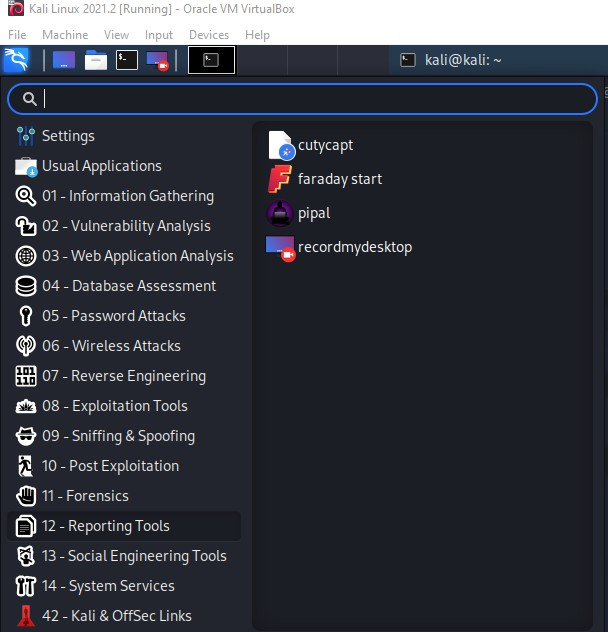 Kali Linux 2021.2 [Running] - Oracle VM VirtualBox
File Machine View Input Devices Help
kali@kali: ~
Settings
Usual Applications
01 - Information Gathering
02 - Vulnerability Analysis
03 - Web Application Analysis
04 - Database Assessment
05 - Password Attacks
06 - Wireless Attacks
07 - Reverse Engineering
08 - Exploitation Tools
09 - Sniffing & Spoofing
10 - Post Exploitation
11 - Forensics
12 - Reporting Tools
13 - Social Engineering Tools
14 - System Services
42 - Kali & OffSec Links
cutycapt
faraday start
pipal
recordmydesktop